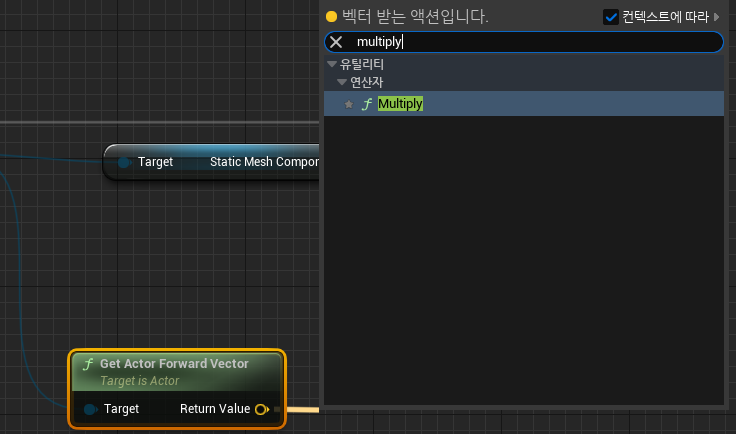 벡터 받는 액션입니다.
컨텍스트에 따라
multiply
유틸리티
연산자
f Multiply
Target Static Mesh Compon
f Get Actor Forward Vector
Target is Actor
Target Return Value